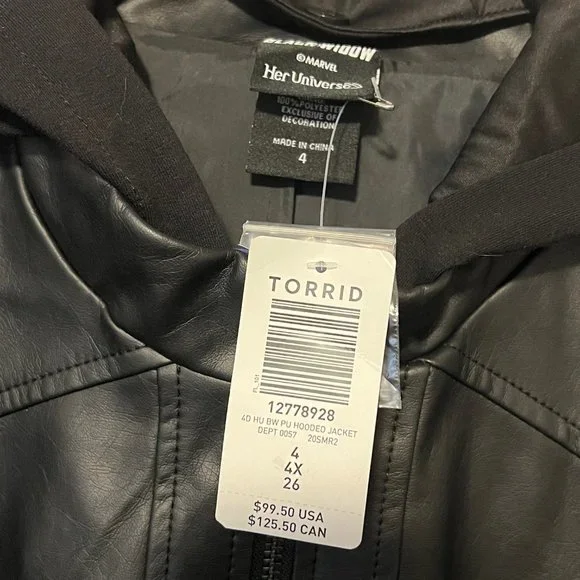 BLACK WIDOW
©MARVEL
Her Universe
100% POLYESTER
EXCLUSIVE OF
DECORATION
MADE IN CHINA
4
TORRID
12778928
4D HU BW PU HOODED JACKET
DEPT 0057 20SMR2
4
4X
26
$99.50 USA
$125.50 CAN